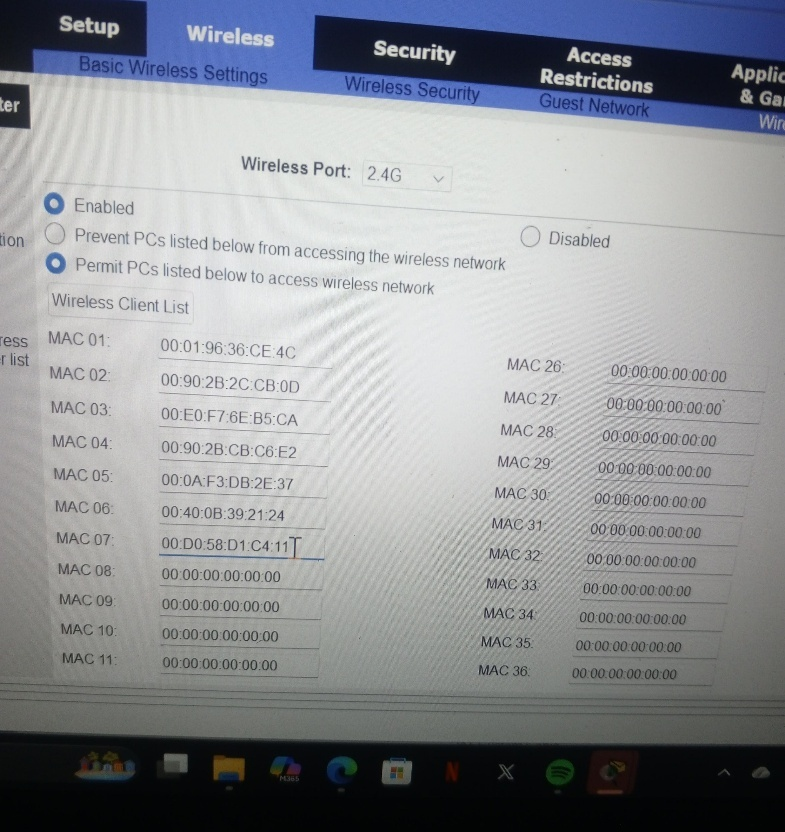 Setup
Wireless
Security
Access
Restrictions
Applic
& Ga
Basic Wireless Settings
Wireless Security
Guest Network
Wire
ter
Wireless Port: 2.4G
Enabled
Disabled
tion
Prevent PCs listed below from accessing the wireless network
Permit PCs listed below to access wireless network
Wireless Client List
ress
r list
MAC 01: 00:01:96:36:CE:4C
MAC 02: 00:90:2B:2C:CB:0D
MAC 03: 00:E0:F7:6E:B5:CA
MAC 04: 00:90:2B:CB:C6:E2
MAC 05: 00:0A:F3:DB:2E:37
MAC 06: 00:40:0B:39:21:24
MAC 07: 00:D0:58:D1:C4:11
MAC 08: 00:00:00:00:00:00
MAC 09: 00:00:00:00:00:00
MAC 10: 00:00:00:00:00:00
MAC 11: 00:00:00:00:00:00
MAC 26: 00:00:00:00:00:00
MAC 27: 00:00:00:00:00:00
MAC 28: 00:00:00:00:00:00
MAC 29: 00:00:00:00:00:00
MAC 30: 00:00:00:00:00:00
MAC 31: 00:00:00:00:00:00
MAC 32: 00:00:00:00:00:00
MAC 33: 00:00:00:00:00:00
MAC 34: 00:00:00:00:00:00
MAC 35: 00:00:00:00:00:00
MAC 36: 00:00:00:00:00:00
M365